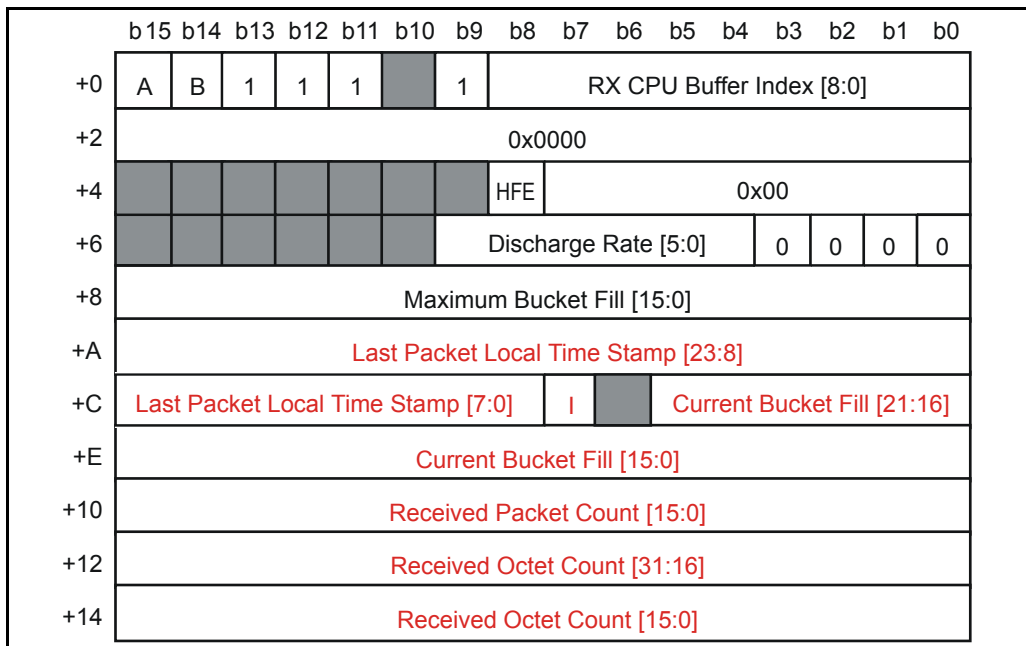 b15 b14 b13 b12 b11 b10 b9 b8 b7 b6 b5 b4 b3 b2 b1 b0
+0 A B 1 1 1 1 RX CPU Buffer Index [8:0]
+2 0x0000
+4 HFE 0x00
+6 Discharge Rate [5:0] 0 0 0 0
+8 Maximum Bucket Fill [15:0]
+A Last Packet Local Time Stamp [23:8]
+C Last Packet Local Time Stamp [7:0] I Current Bucket Fill [21:16]
+E Current Bucket Fill [15:0]
+10 Received Packet Count [15:0]
+12 Received Octet Count [31:16]
+14 Received Octet Count [15:0]